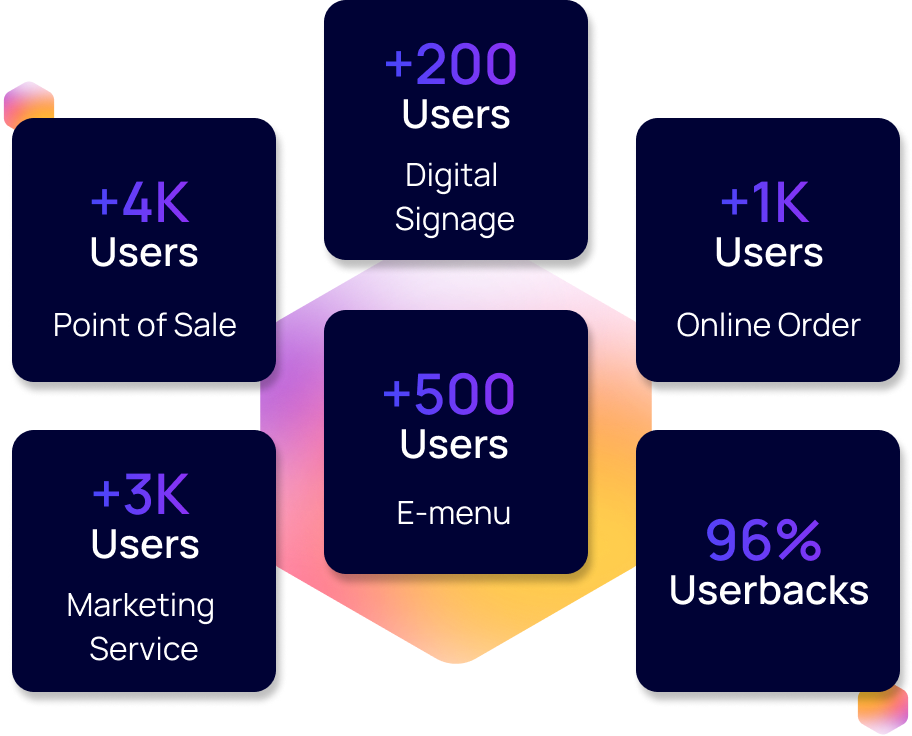 +200
Users
Digital
Signage
+4K
Users
Point of Sale
+1K
Users
Online Order
+500
Users
E-menu
+3K
Users
Marketing
Service
96%
Userbacks